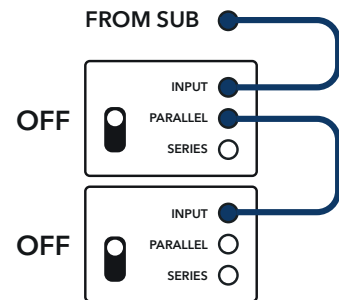 FROM SUB
INPUT
OFF
PARALLEL
SERIES
INPUT
OFF
PARALLEL
SERIES